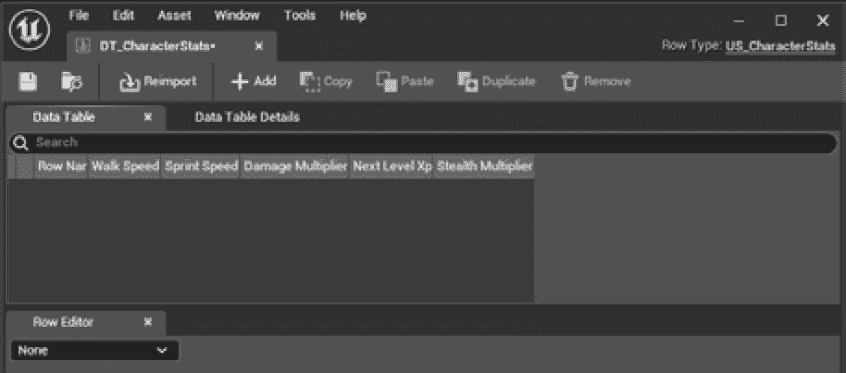 File Edit Asset Window Tools Help
DT_CharacterStats•
Row Type: US_CharacterStats
Reimport Add Copy Paste Duplicate Remove
Data Table Data Table Details
Search
Row Nar Walk Speed Sprint Speed Damage Multiplier Next Level Xp Stealth Multiplier
Row Editor
None